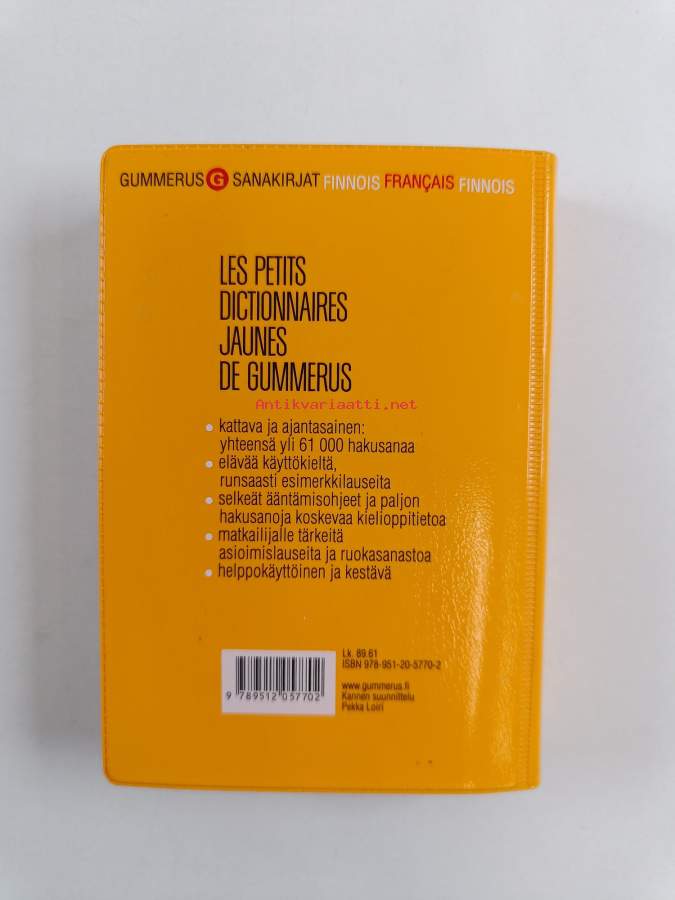 GUMMERUS G SANAKIRJAT FINNOIS FRANÇAIS FINNOIS
LES PETITS
DICTIONNAIRES
JAUNES
DE GUMMERUS
Antikvariaatti.net
• kattava ja ajantasainen:
yhteensä yli 61 000 hakusanaa
• elävää käyttökieltä,
runsaasti esimerkkilauseita
• selkeät ääntämisohjeet ja paljon
hakusanoja koskevaa kielioppitietoa
• matkailijalle tärkeitä
asioimislauseita ja ruokasanastoa
• helppokäyttöinen ja kestävä
Lk. 89.61
ISBN 978-951-20-5770-2
9 789512 057702
www.gummerus.fi
Kannen suunnittelu
Pekka Loiri